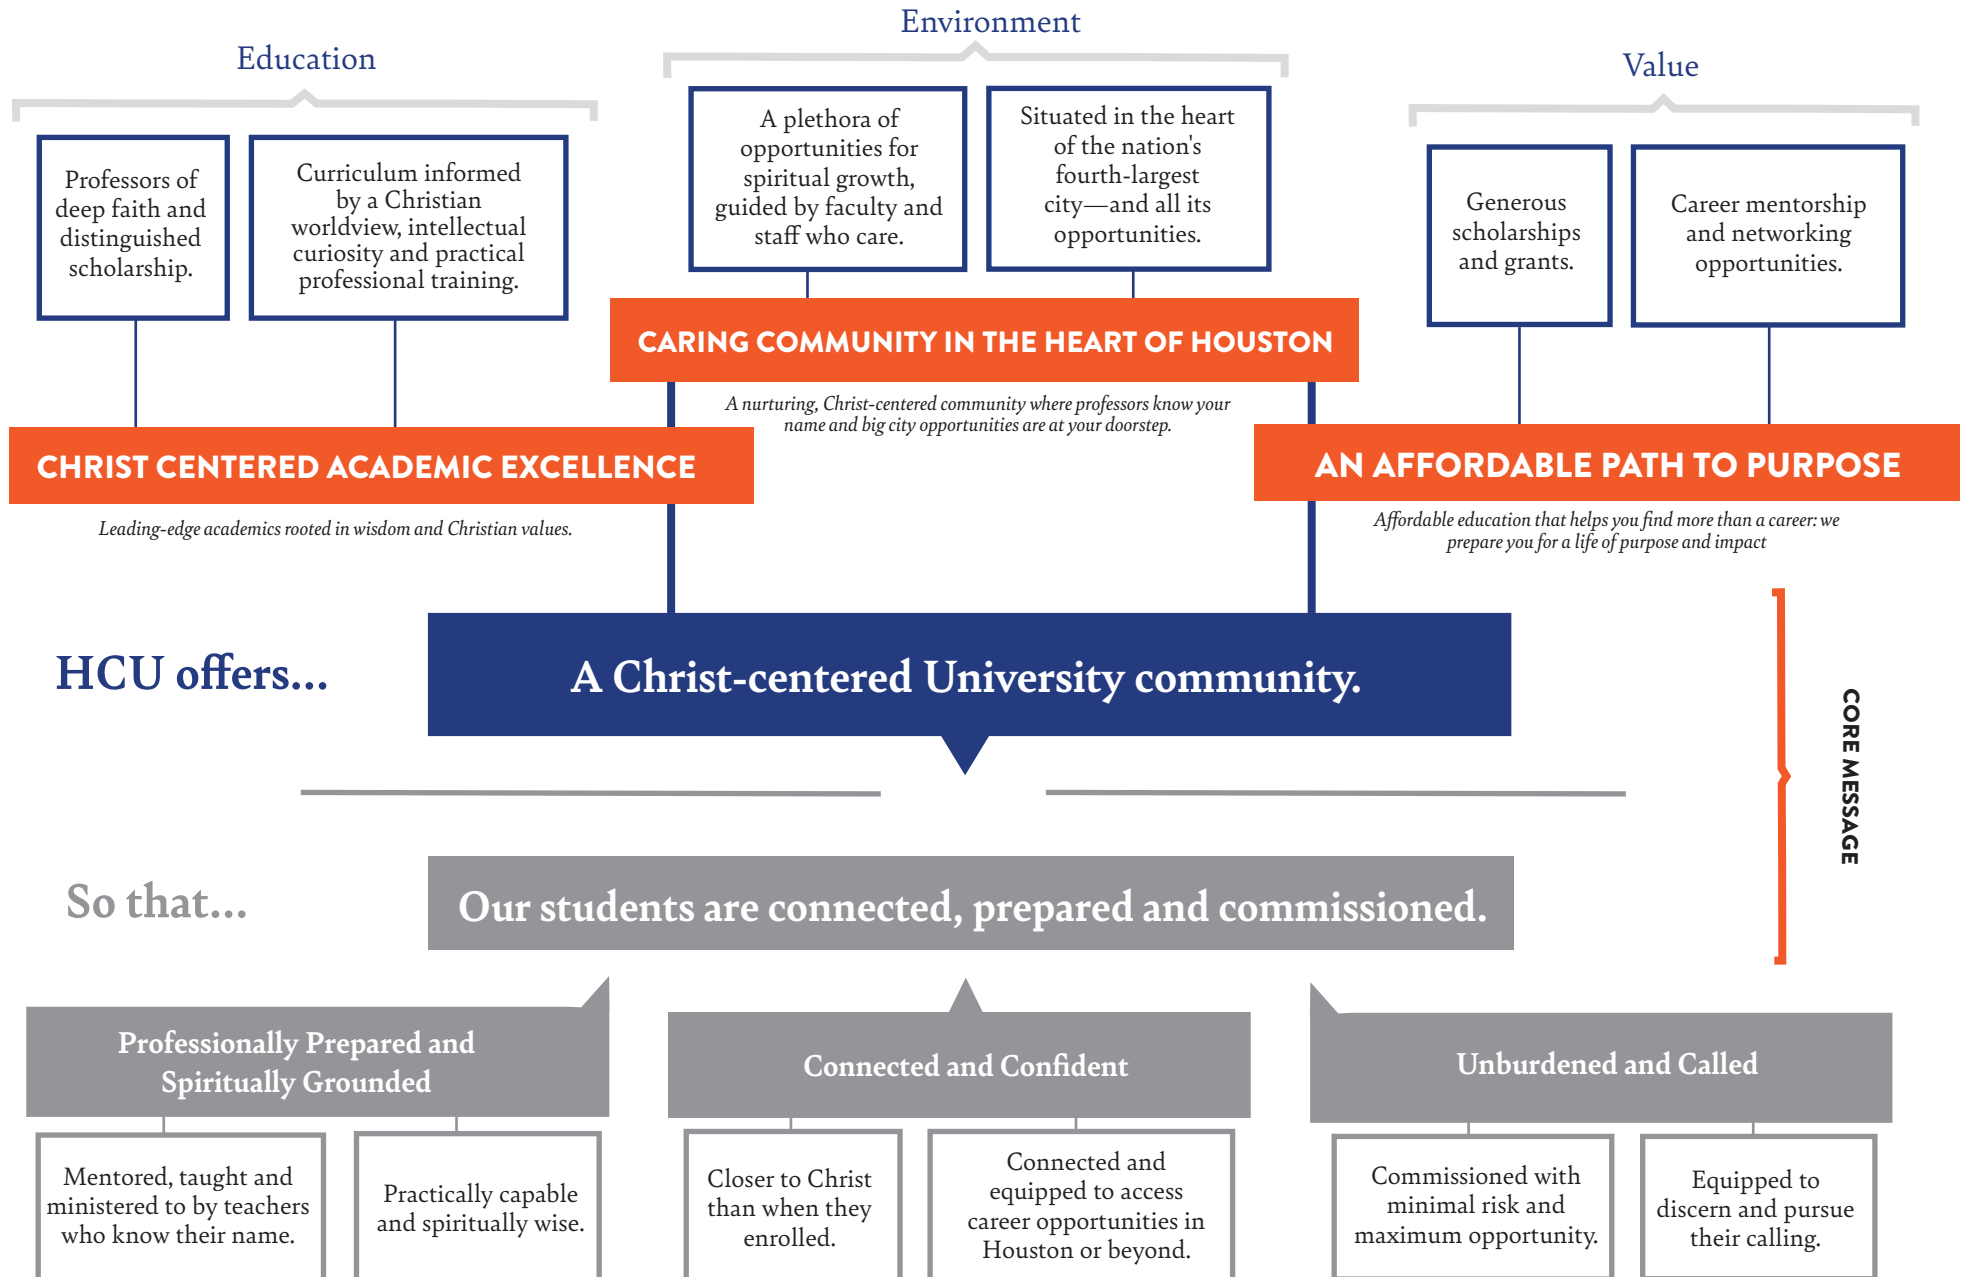 Education
Professors of
deep faith and
distinguished
scholarship.
Curriculum informed
by a Christian
worldview, intellectual
curiosity and practical
professional training.
CHRIST CENTERED ACADEMIC EXCELLENCE
Leading-edge academics rooted in wisdom and Christian values.
Environment
A plethora of
opportunities for
spiritual growth,
guided by faculty and
staff who care.
Situated in the heart
of the nation's
fourth-largest
city—and all its
opportunities.
CARING COMMUNITY IN THE HEART OF HOUSTON
A nurturing, Christ-centered community where professors know your
name and big city opportunities are at your doorstep.
Value
Generous
scholarships
and grants.
Career mentorship
and networking
opportunities.
AN AFFORDABLE PATH TO PURPOSE
Affordable education that helps you find more than a career: we
prepare you for a life of purpose and impact
HCU offers...
A Christ-centered University community.
CORE MESSAGE
So that...
Our students are connected, prepared and commissioned.
Professionally Prepared and
Spiritually Grounded
Mentored, taught and
ministered to by teachers
who know their name.
Practically capable
and spiritually wise.
Connected and Confident
Closer to Christ
than when they
enrolled.
Connected and
equipped to access
career opportunities in
Houston or beyond.
Unburdened and Called
Commissioned with
minimal risk and
maximum opportunity.
Equipped to
discern and pursue
their calling.